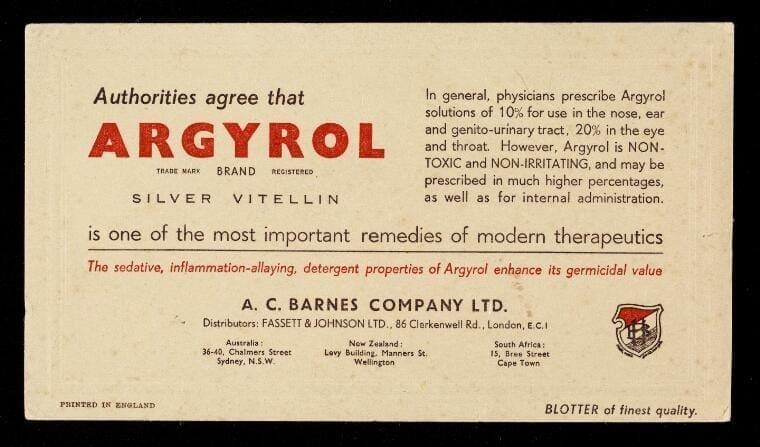 Authorities agree that
ARGYROL
TRADE MARK BRAND REGISTERED
SILVER VITELLIN
In general, physicians prescribe Argyrol
solutions of 10% for use in the nose, ear
and genito-urinary tract, 20% in the eye
and throat. However, Argyrol is NON-
TOXIC and NON-IRRITATING, and may be
prescribed in much higher percentages,
as well as for internal administration.
is one of the most important remedies of modern therapeutics
The sedative, inflammation-allaying, detergent properties of Argyrol enhance its germicidal value
A. C. BARNES COMPANY LTD.
Distributors: FASSETT & JOHNSON LTD., 86 Clerkenwell Rd., London, E.C.1
Australia:
36-40, Chalmers Street
Sydney, N.S.W.
New Zealand:
Levy Building, Manners St.
Wellington
South Africa:
15, Bree Street
Cape Town
PRINTED IN ENGLAND
BLOTTER of finest quality.